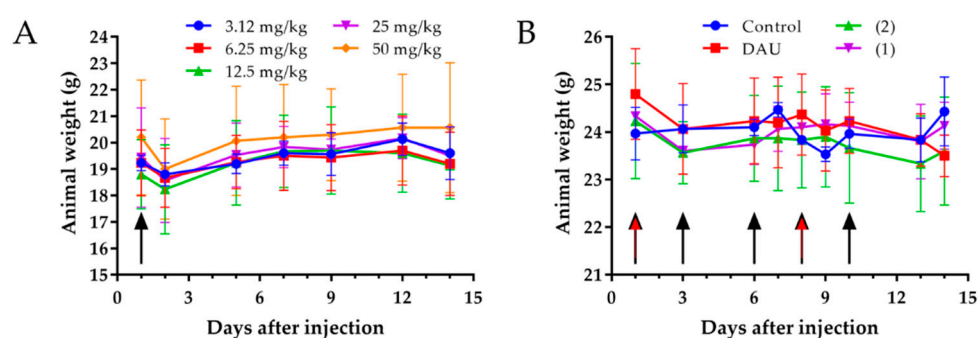 A
3.12 mg/kg
6.25 mg/kg
12.5 mg/kg
25 mg/kg
50 mg/kg
Animal weight (g)
24
23
22
21
20
19
18
17
16
15
0
3
6
9
12
15
Days after injection
B
Control
DAU
(2)
(1)
Animal weight (g)
26
25
24
23
22
21
0
3
6
9
12
15
Days after injection